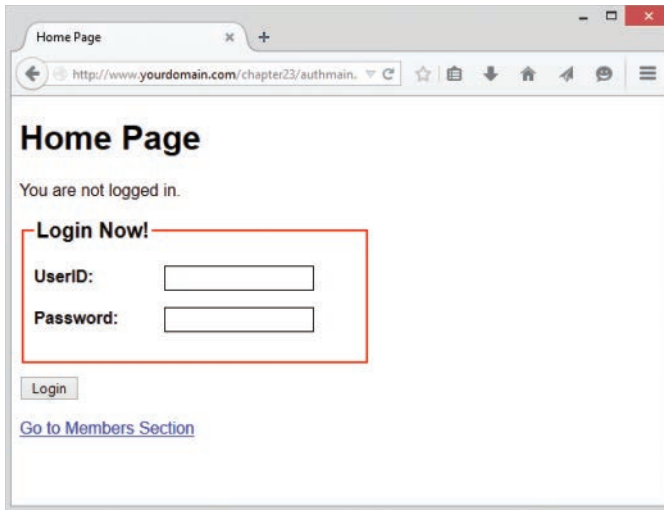 Home Page
http://www.yourdomain.com/chapter23/authmain.
Home Page
You are not logged in.
Login Now!
UserID:
Password:
Login
Go to Members Section